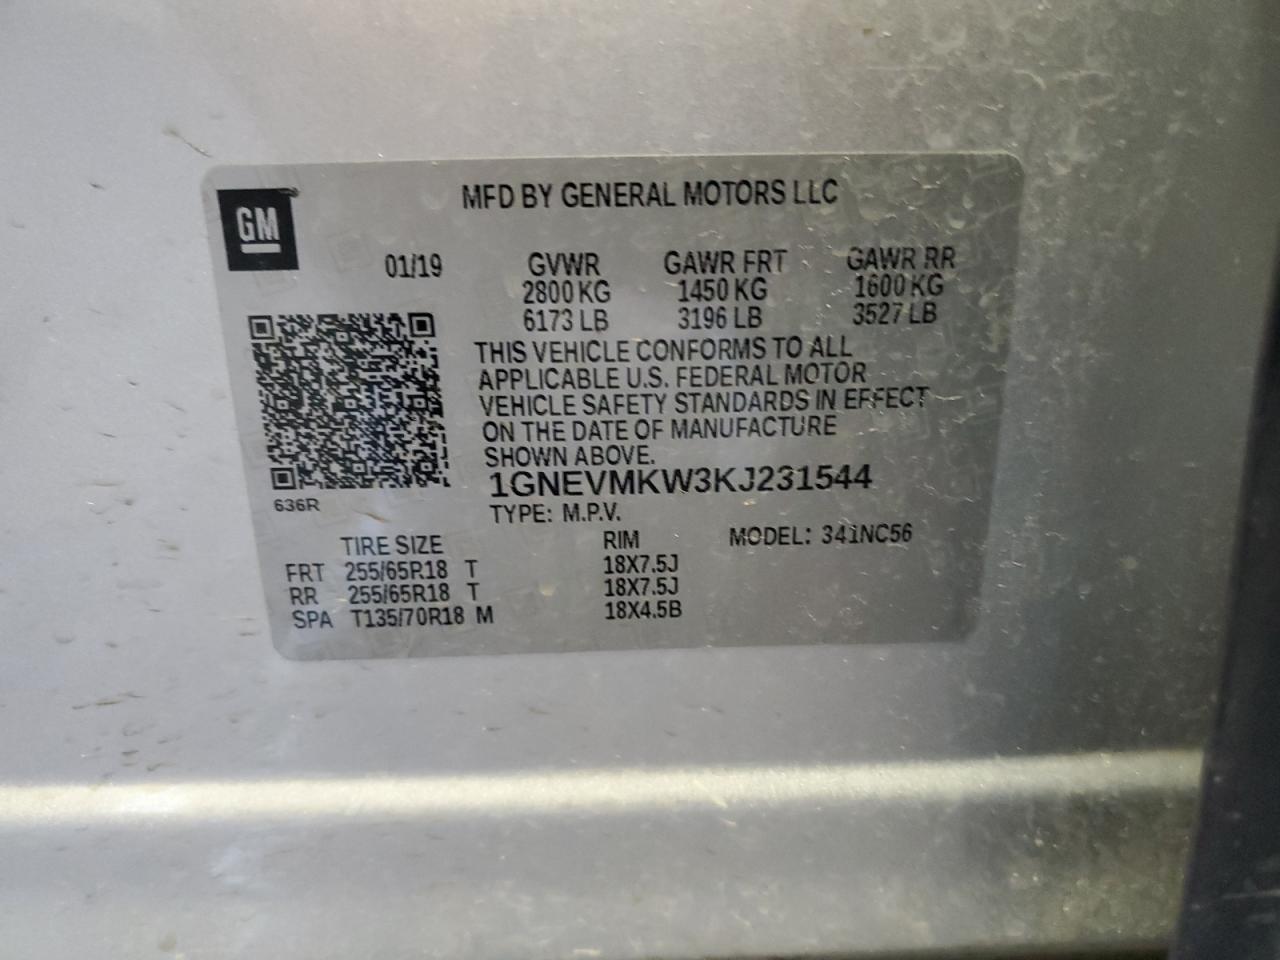 MFD BY GENERAL MOTORS LLC
GM
01/19 GVWR GAWR FRT GAWR RR
2800 KG 1450 KG 1600 KG
6173 LB 3196 LB 3527 LB
THIS VEHICLE CONFORMS TO ALL
APPLICABLE U.S. FEDERAL MOTOR
VEHICLE SAFETY STANDARDS IN EFFECT
ON THE DATE OF MANUFACTURE
SHOWN ABOVE.
1GNEVMKW3KJ231544
636R
TYPE: M.P.V.
TIRE SIZE RIM MODEL: 341NC56
FRT 255/65R18 T 18X7.5J
RR 255/65R18 T 18X7.5J
SPA T135/70R18 M 18X4.5B